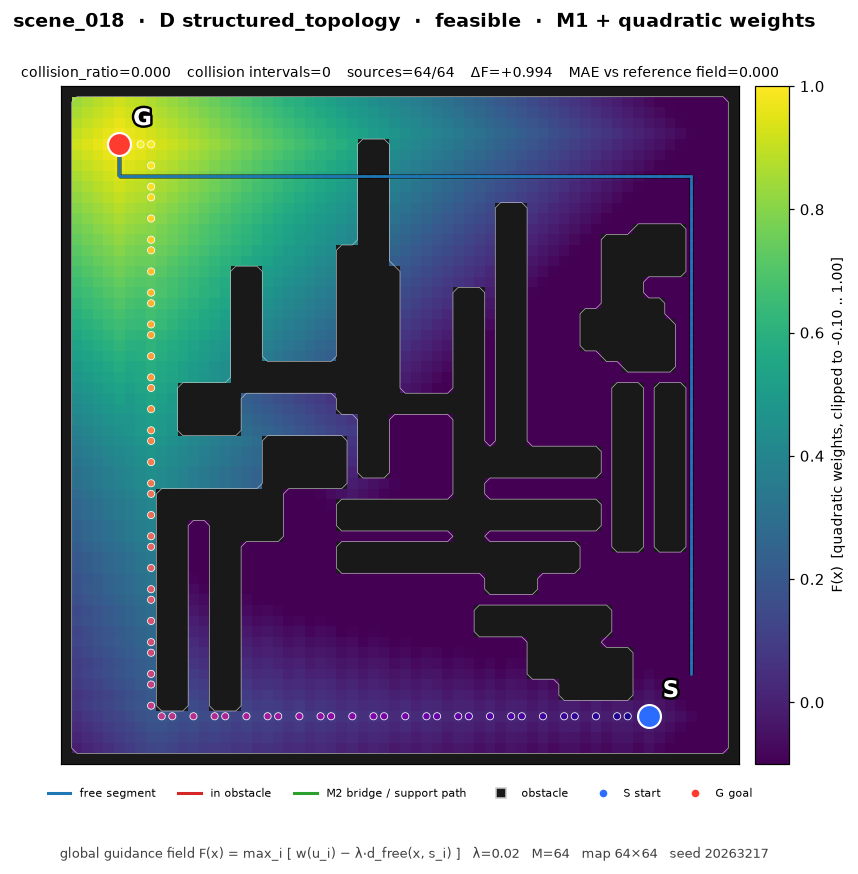 scene_018 · D structured_topology · feasible · M1 + quadratic weights
collision_ratio=0.000 collision intervals=0 sources=64/64 ΔF=+0.994 MAE vs reference field=0.000
G
S
1.0
0.8
0.6
0.4
0.2
0.0
F(x) [quadratic weights, clipped to -0.10 .. 1.00]
free segment in obstacle M2 bridge / support path obstacle S start G goal
global guidance field F(x) = max_i [ w(u_i) − λ·d_free(x, s_i) ] λ=0.02 M=64 map 64×64 seed 20263217